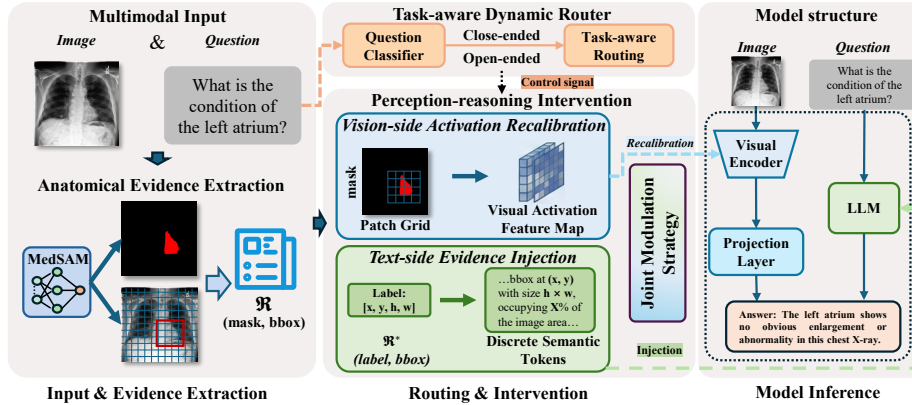 Multimodal Input
Image
&
Question
What is the
condition of
the left atrium?
Anatomical Evidence Extraction
MedSAM
ℜ
(mask, bbox)
Input & Evidence Extraction
Task-aware Dynamic Router
Question
Classifier
Close-ended
Open-ended
Task-aware
Routing
Control signal
Perception-reasoning Intervention
Vision-side Activation Recalibration
mask
Patch Grid
Visual Activation
Feature Map
Text-side Evidence Injection
Label:
[x, y, h, w]
ℜ*
(label, bbox)
…bbox at (x, y)
with size h × w,
occupying X% of
the image area…
Discrete Semantic
Tokens
Joint Modulation
Strategy
Recalibration
Injection
Routing & Intervention
Model structure
Image
Question
What is the
condition of the
left atrium?
Visual
Encoder
LLM
Projection
Layer
Answer: The left atrium shows
no obvious enlargement or
abnormality in this chest X-ray.
Model Inference